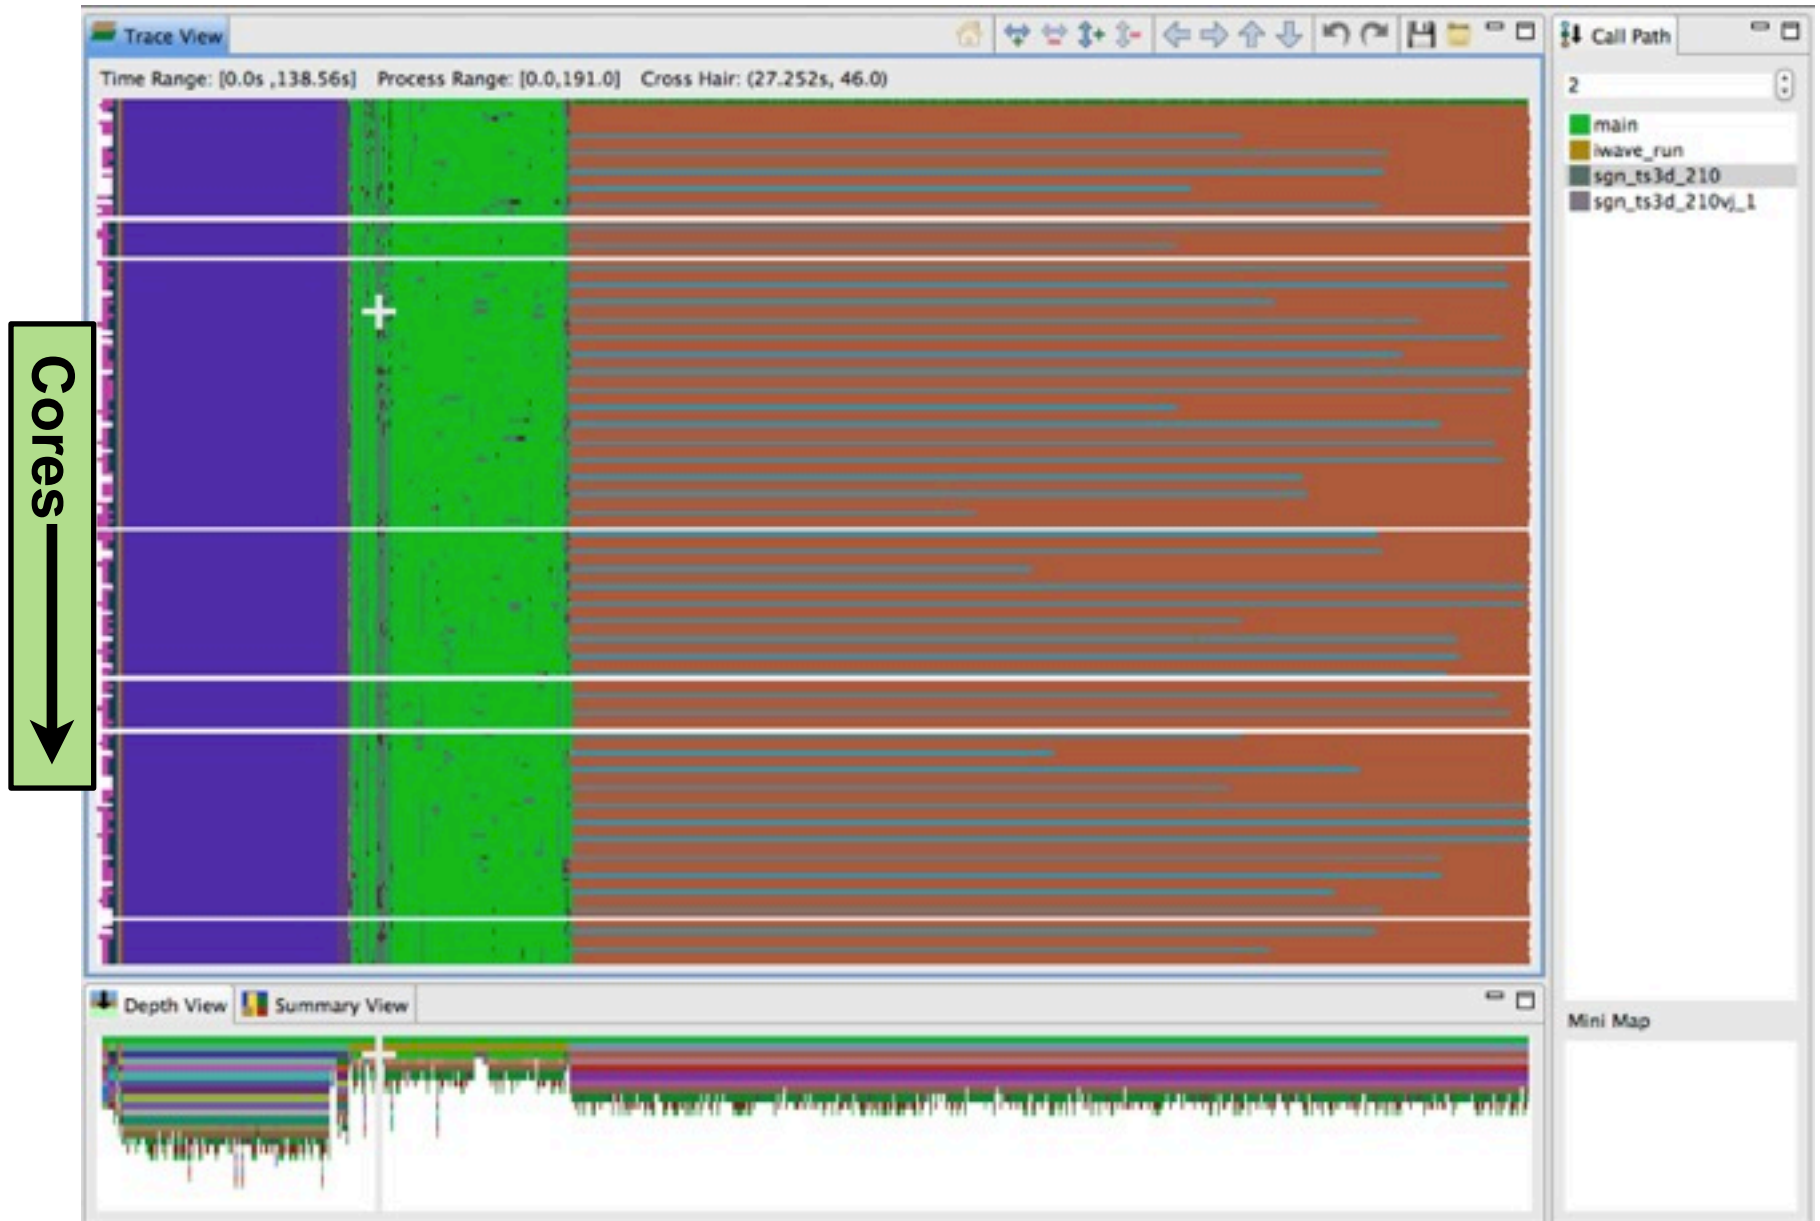 Trace View
Time Range: [0.0s ,138.56s] Process Range: [0.0,191.0] Cross Hair: (27.252s, 46.0)
Cores
Depth View
Summary View
Call Path
2
main
iwave_run
sgn_ts3d_210
sgn_ts3d_210vj_1
Mini Map